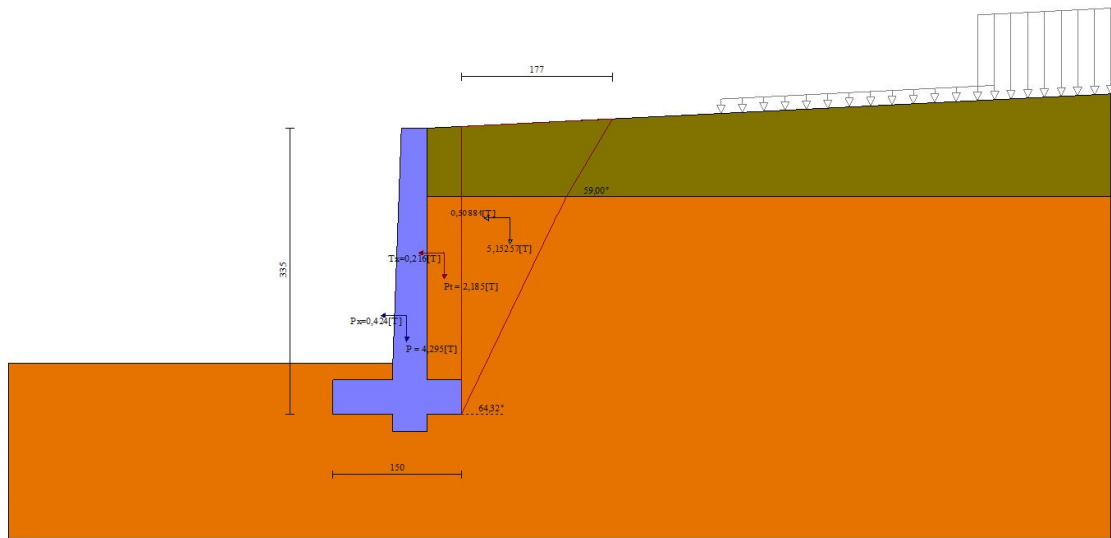 177
59,00°
0,50884[T]
5,15257[T]
Tx=0,216[T]
Pt = 2,185[T]
335
Px=0,424[T]
P = 4,295[T]
64,32°
150